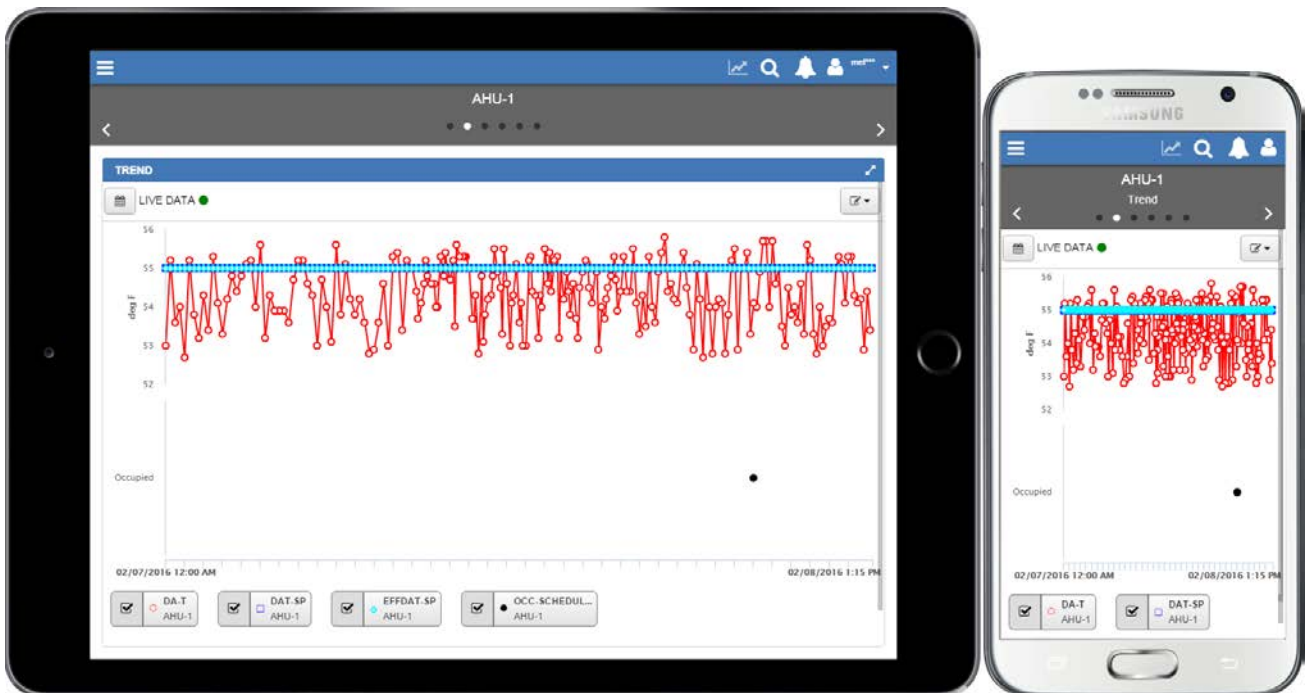 AHU-1
TREND
LIVE DATA
56
55
54
53
52
deg F
Occupied
02/07/2016 12:00 AM
02/08/2016 1:15 PM
DA-T
AHU-1
DAT-SP
AHU-1
EFFDAT-SP
AHU-1
OCC-SCHEDUL...
AHU-1
SAMSUNG
AHU-1
Trend
LIVE DATA
56
55
54
53
52
deg F
Occupied
02/07/2016 12:00 AM
02/08/2016 1:15 PM
DA-T
AHU-1
DAT-SP
AHU-1